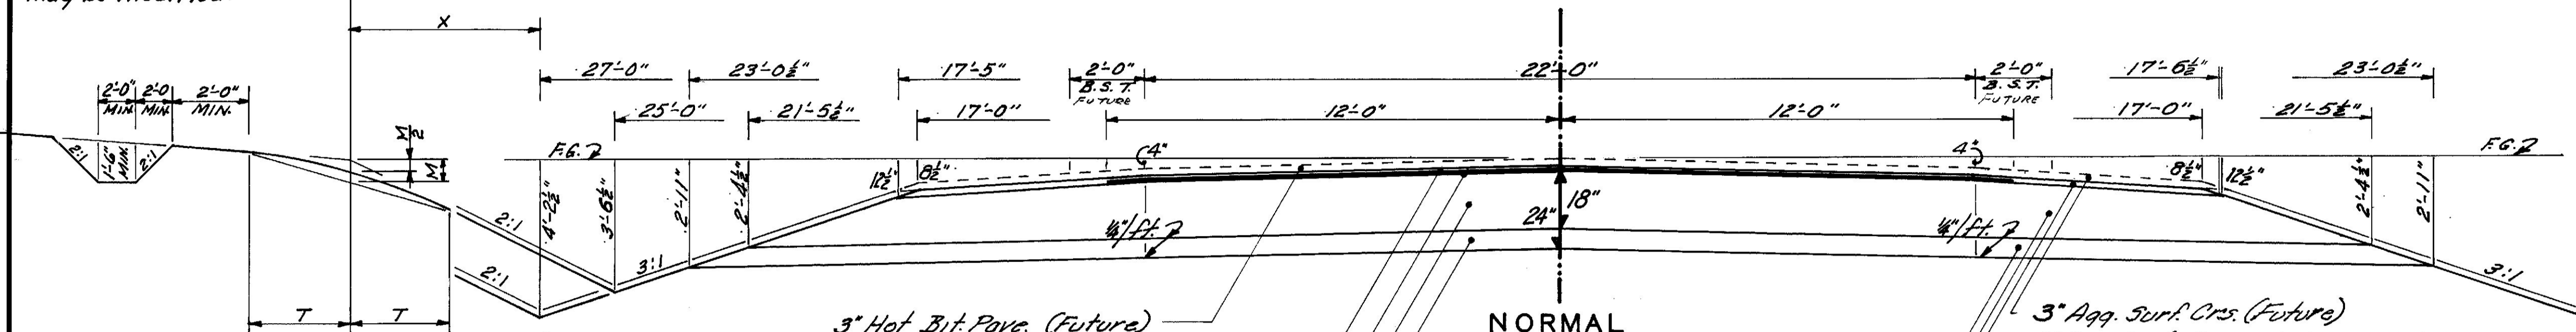 X
27'-0"
23'-0½"
17'-5"
2'-0"
22'-0"
2'-0"
17'-6½"
23'-0½"
B.S.T.
FUTURE
B.S.T.
FUTURE
2'-0"
MIN.
2'-0
MIN.
2'-0"
MIN.
25'-0"
21'-5½"
17'-0"
12'-0"
12'-0"
17'-0"
21'-5½"
M/2
M
F.G.
4"
4"
F.G.
2:1
1'-6"
MIN.
2:1
12½"
8½"
8½"
12½"
4'-2½"
3'-6½"
2'-11"
2'-4½"
2'-4½"
2'-11"
18"
24"
¼"/ft.
¼"/ft.
2:1
2:1
3:1
3:1
T
T
3" Hot Bit. Pave. (Future)
NORMAL
3" Agg. Surf. Crs. (Future)